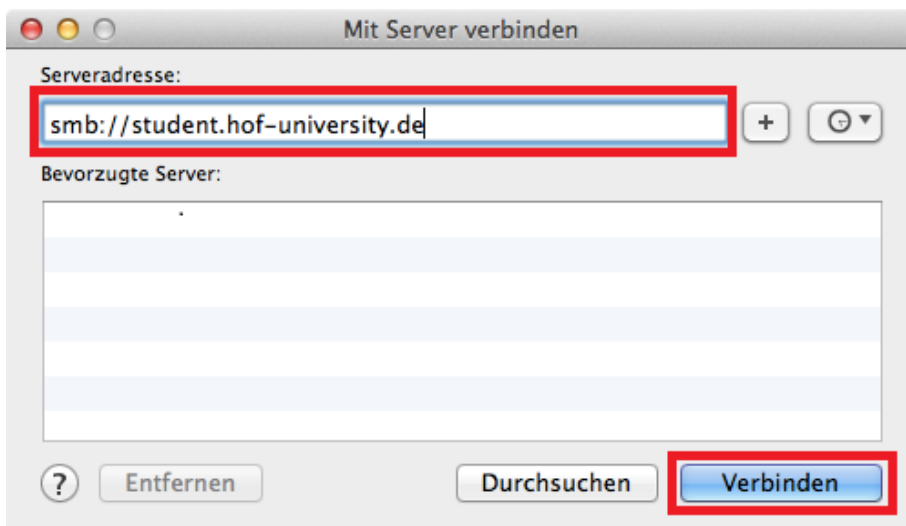 Mit Server verbinden
Serveradresse:
smb://student.hof-university.de
+
Bevorzugte Server:
? Entfernen Durchsuchen Verbinden